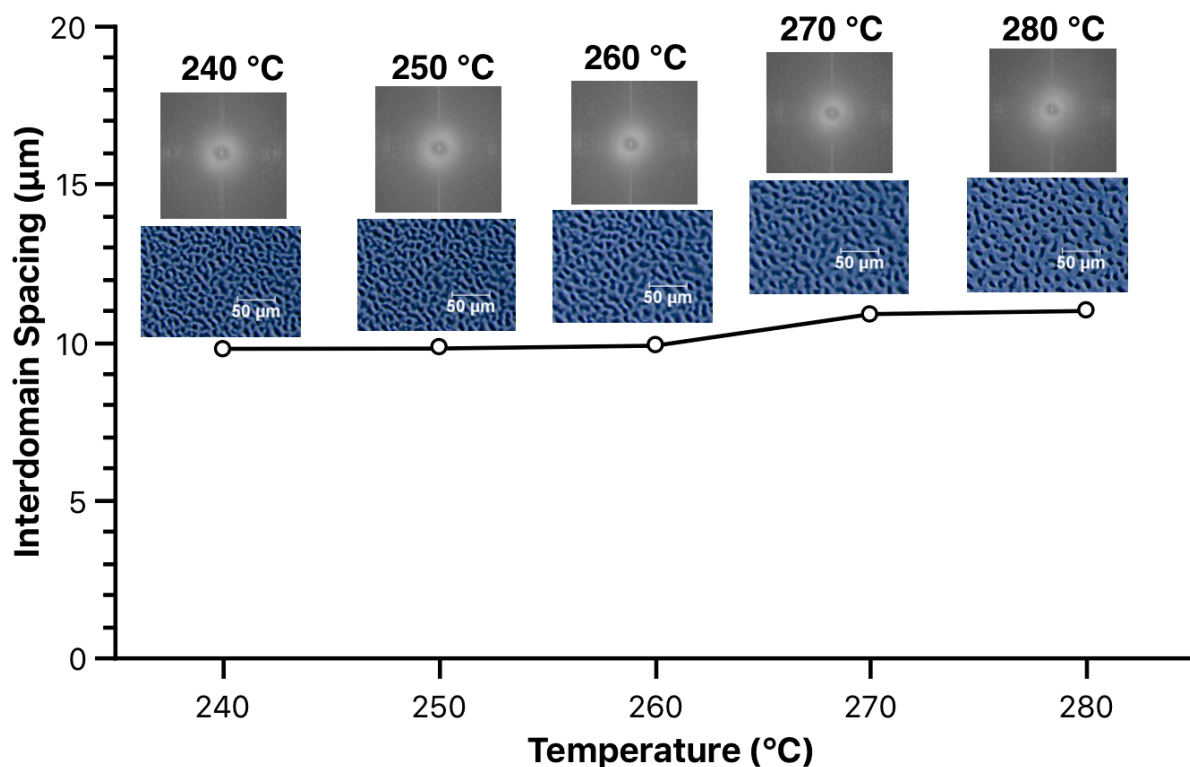 20
15
10
5
0
Interdomain Spacing (µm)
240 °C
250 °C
260 °C
270 °C
280 °C
50 µm
50 µm
50 µm
50 µm
50 µm
240
250
260
270
280
Temperature (°C)